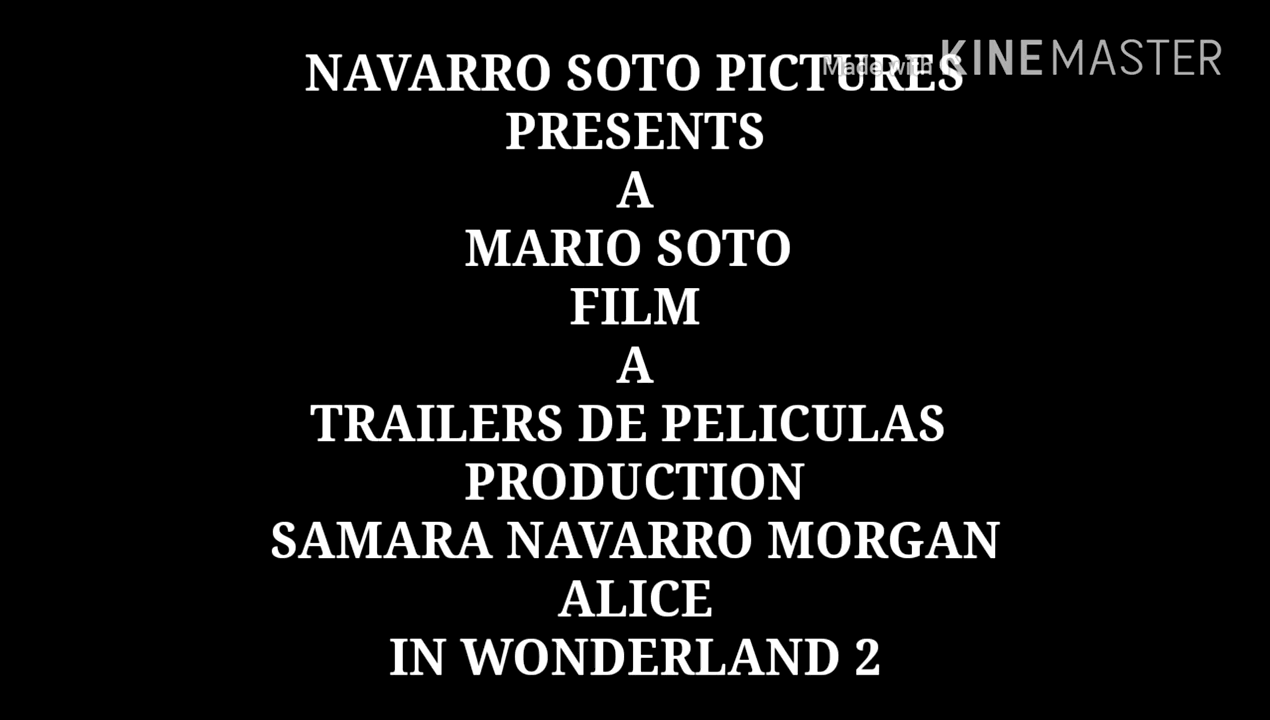 Made with KINEMASTER
NAVARRO SOTO PICTURES
PRESENTS
A
MARIO SOTO
FILM
A
TRAILERS DE PELICULAS
PRODUCTION
SAMARA NAVARRO MORGAN
ALICE
IN WONDERLAND 2